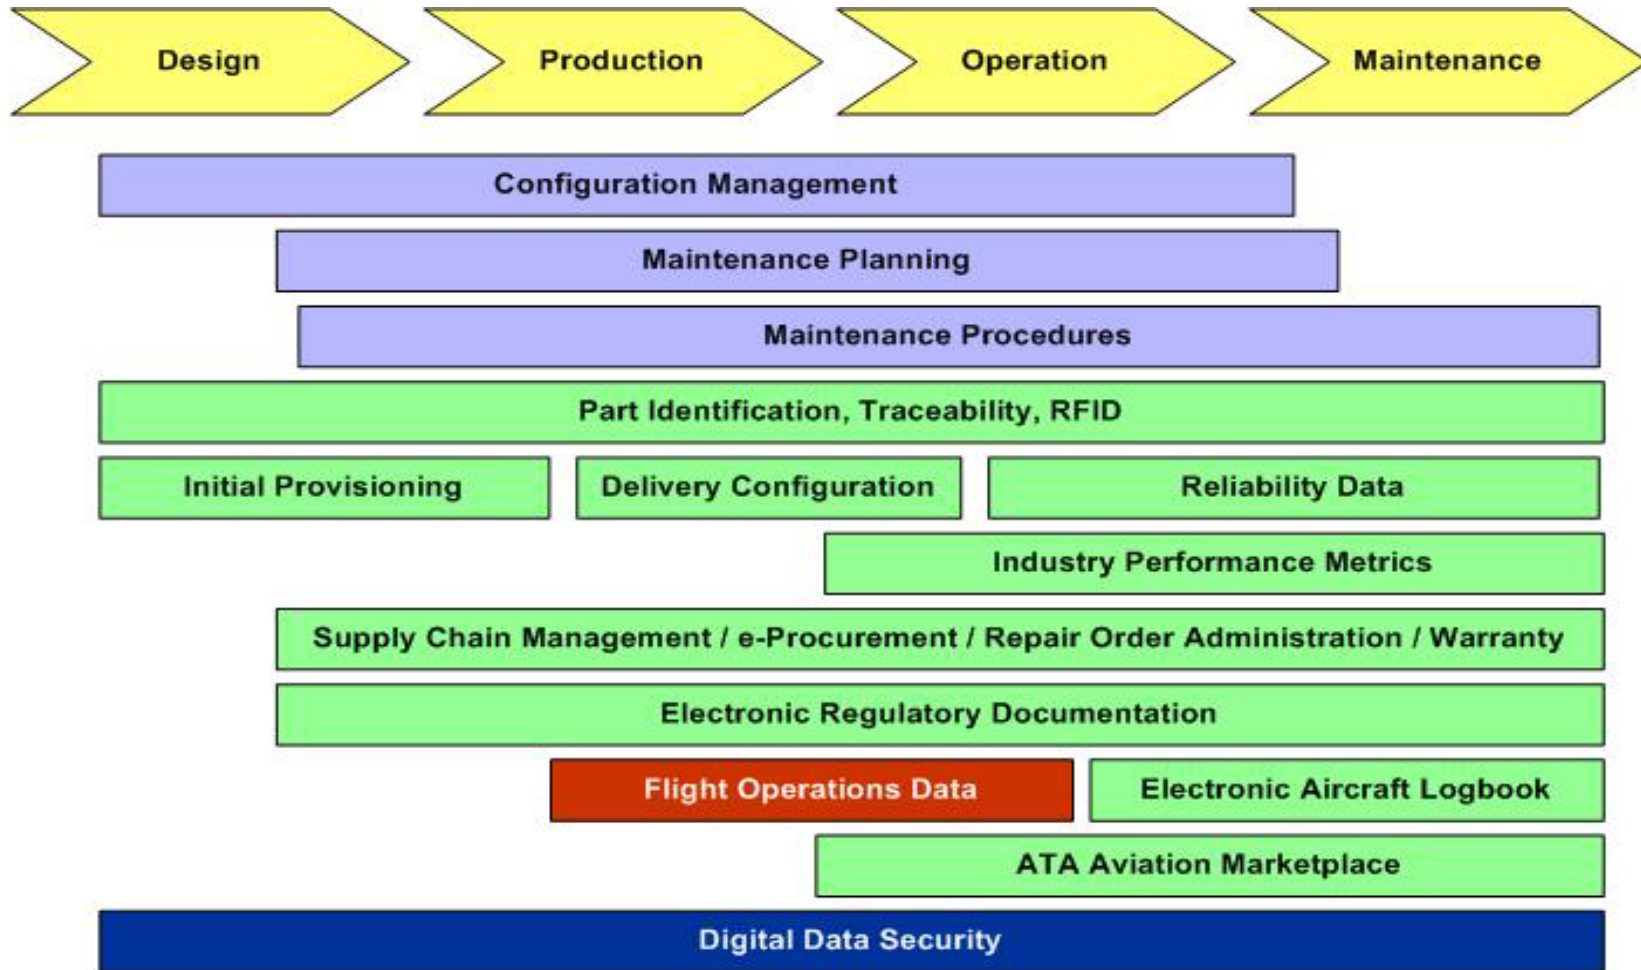 Design
Production
Operation
Maintenance
Configuration Management
Maintenance Planning
Maintenance Procedures
Part Identification, Traceability, RFID
Initial Provisioning
Delivery Configuration
Reliability Data
Industry Performance Metrics
Supply Chain Management / e-Procurement / Repair Order Administration / Warranty
Electronic Regulatory Documentation
Flight Operations Data
Electronic Aircraft Logbook
ATA Aviation Marketplace
Digital Data Security